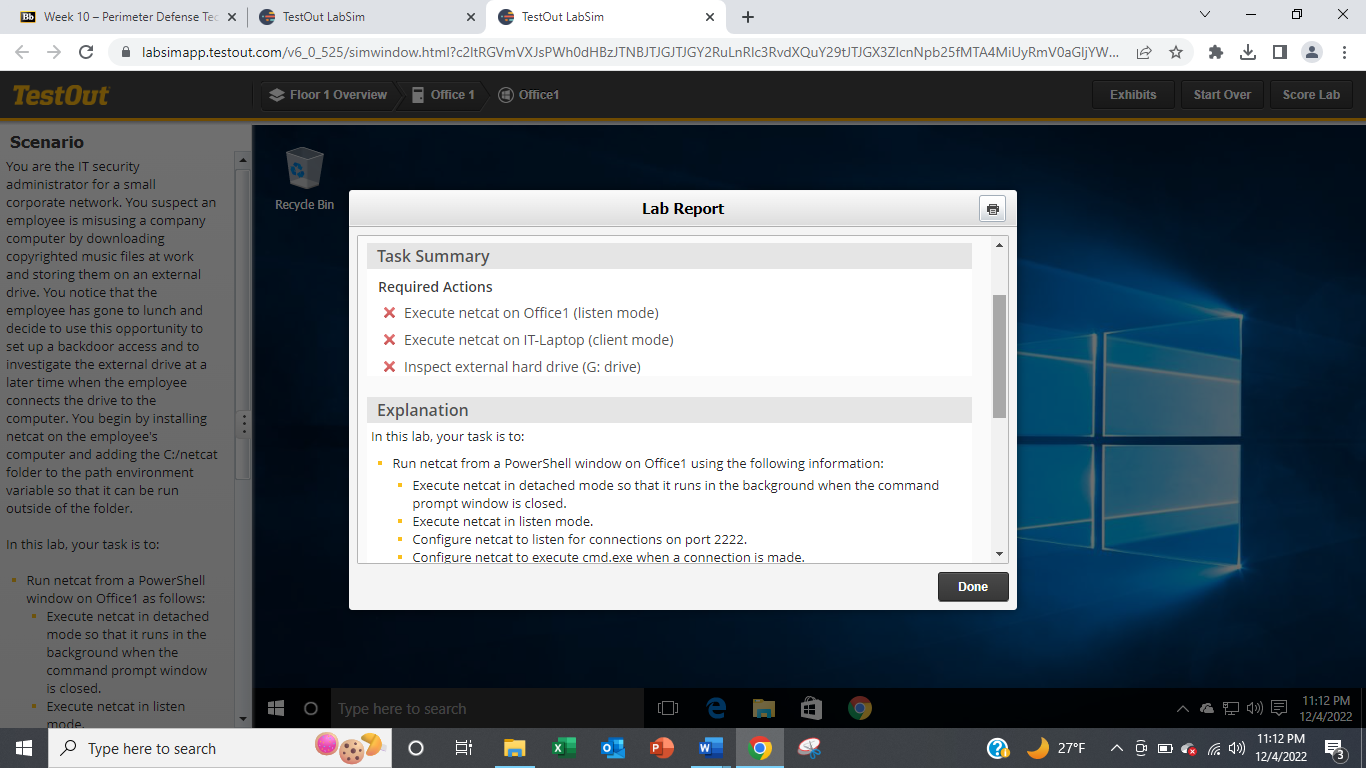 Week 10 – Perimeter Defense Tec
TestOut LabSim
TestOut LabSim
labsimapp.testout.com/v6_0_525/simwindow.html?
TestOut
Floor 1 Overview
Office 1
Office1
Exhibits
Start Over
Score Lab
Scenario
You are the IT security
administrator for a small
corporate network. You suspect an
employee is misusing a company
computer by downloading
copyrighted music files at work
and storing them on an external
drive. You notice that the
employee has gone to lunch and
decide to use this opportunity to
set up a backdoor access and to
investigate the external drive at a
later time when the employee
connects the drive to the
computer. You begin by installing
netcat on the employee's
computer and adding the C:/netcat
folder to the path environment
variable so that it can be run
outside of the folder.
In this lab, your task is to:
Run netcat from a PowerShell
window on Office1 as follows:
Execute netcat in detached
mode so that it runs in the
background when the
command prompt window
is closed.
Execute netcat in listen
mode.
Recycle Bin
Lab Report
Task Summary
Required Actions
Execute netcat on Office1 (listen mode)
Execute netcat on IT-Laptop (client mode)
Inspect external hard drive (G: drive)
Explanation
In this lab, your task is to:
Run netcat from a PowerShell window on Office1 using the following information:
Execute netcat in detached mode so that it runs in the background when the command
prompt window is closed.
Execute netcat in listen mode.
Configure netcat to listen for connections on port 2222.
Configure netcat to execute cmd.exe when a connection is made.
Done
Type here to search
11:12 PM
12/4/2022
Type here to search
27°F
11:12 PM
12/4/2022
3